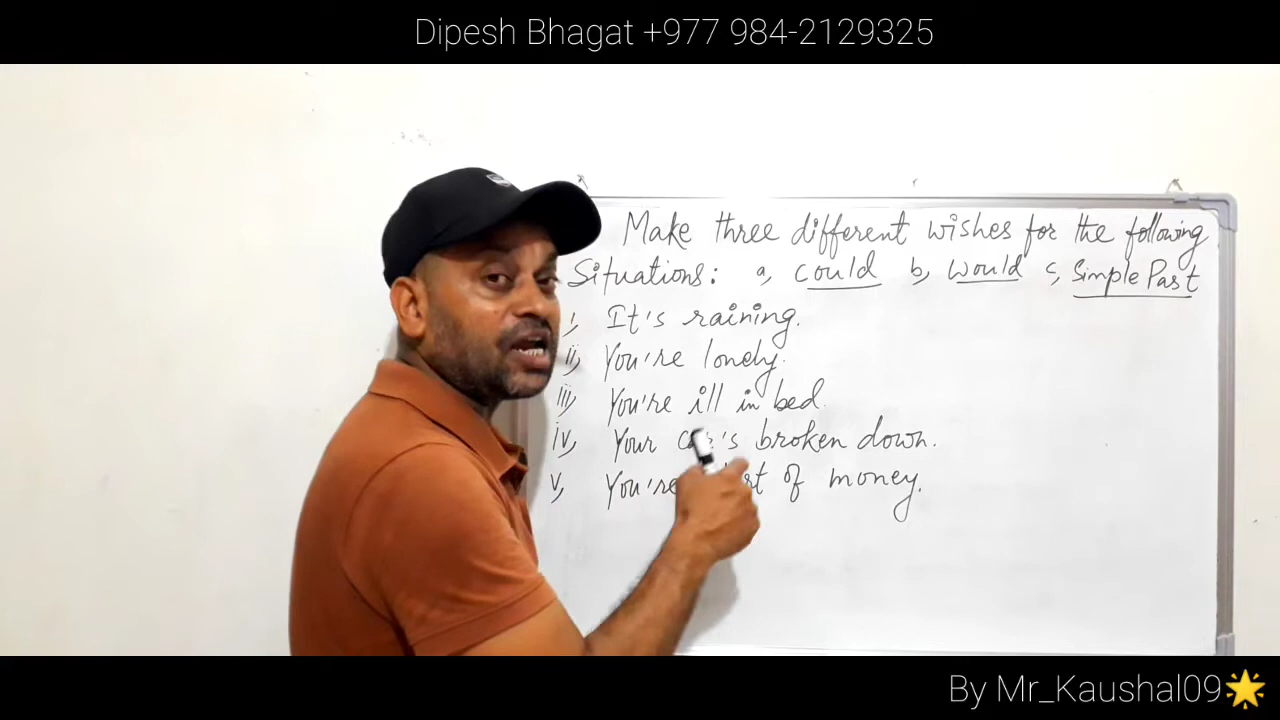 Dipesh Bhagat +977 984-2129325
Make three different wishes for the following
Situations: a, could b, would c, Simple Past
i, It's raining.
ii, You're lonely.
iii, You're ill in bed.
iv, Your car's broken down.
v, You're of money.
By Mr_Kaushal09🌟